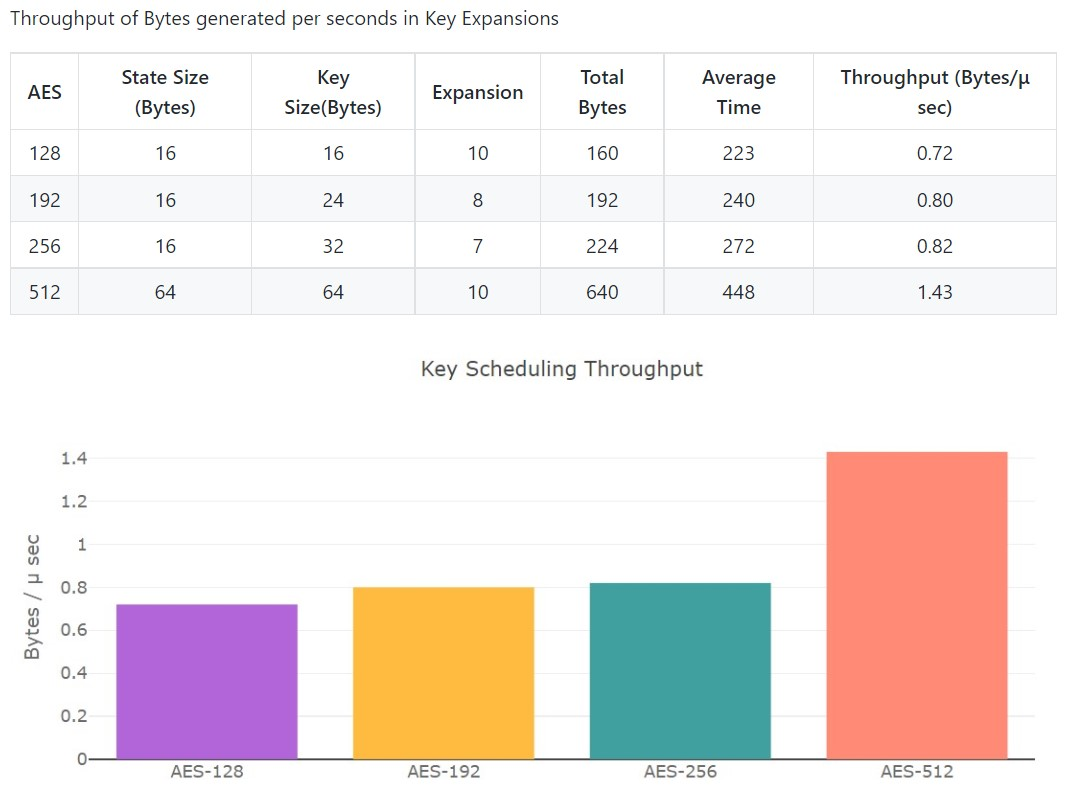 Throughput of Bytes generated per seconds in Key Expansions
AES State Size (Bytes) Key Size(Bytes) Expansion Total Bytes Average Time Throughput (Bytes/μ sec)
128 16 16 10 160 223 0.72
192 16 24 8 192 240 0.80
256 16 32 7 224 272 0.82
512 64 64 10 640 448 1.43
Key Scheduling Throughput
Bytes / μ sec
1.4
1.2
1
0.8
0.6
0.4
0.2
0
AES-128 AES-192 AES-256 AES-512